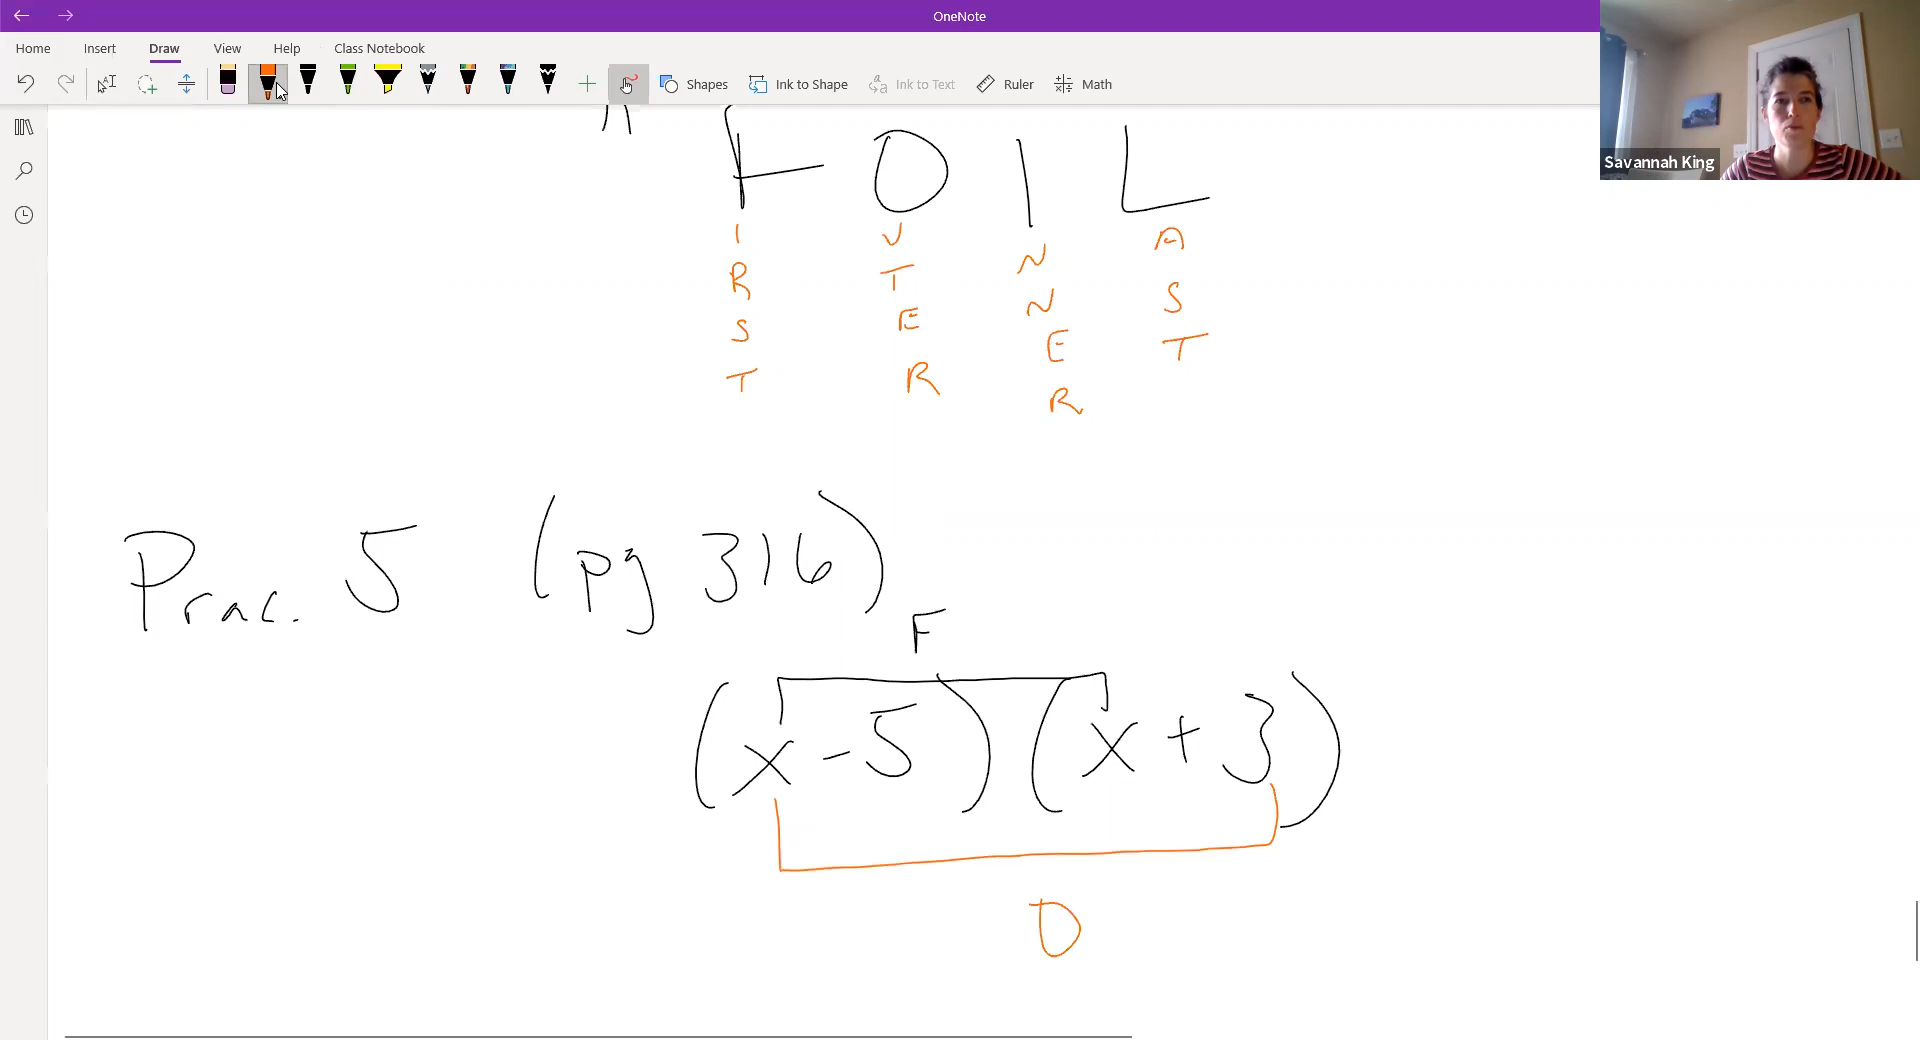 OneNote
Home Insert Draw View Help Class Notebook
Shapes Ink to Shape Ink to Text Ruler Math
Savannah King
F O I L
I U N A
R T N S
S E E T
T R R
Prac. 5 (pg 316)
F
(x - 5)(x + 3)
O